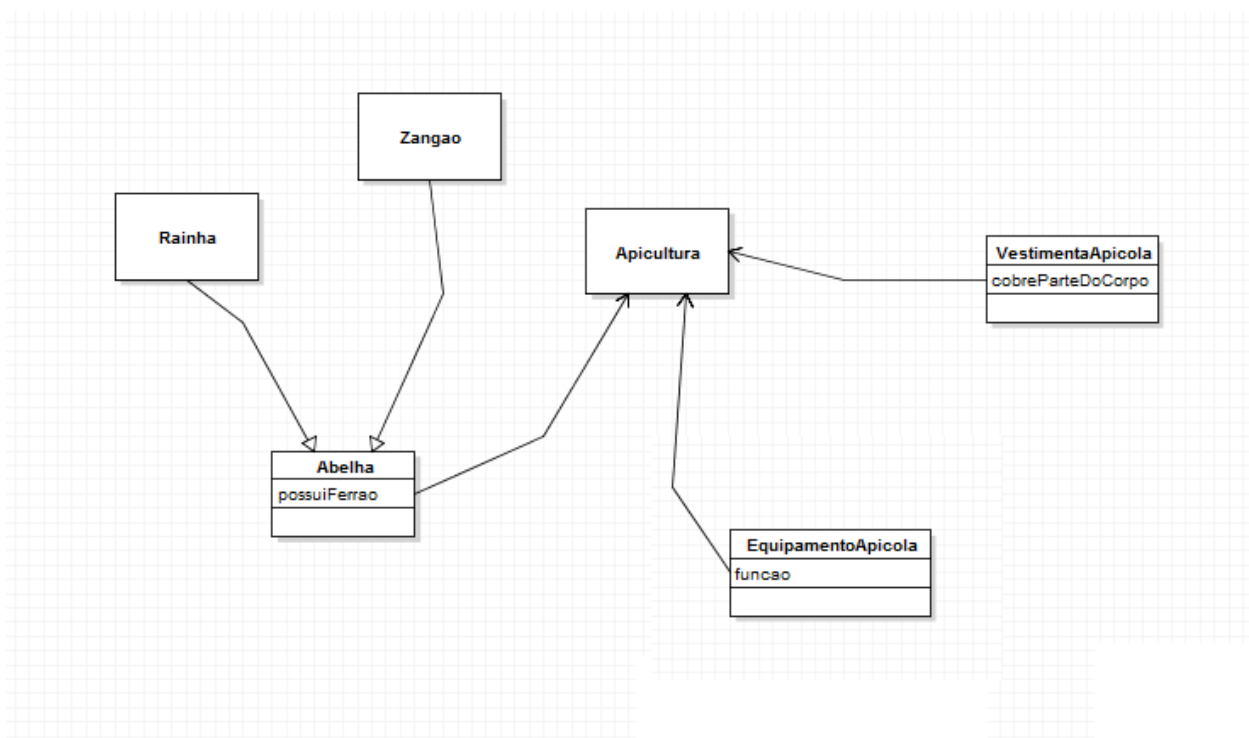 Zangao
Rainha
Apicultura
VestimentaApicola
cobreParteDoCorpo
Abelha
possuiFerrao
EquipamentoApicola
funcao